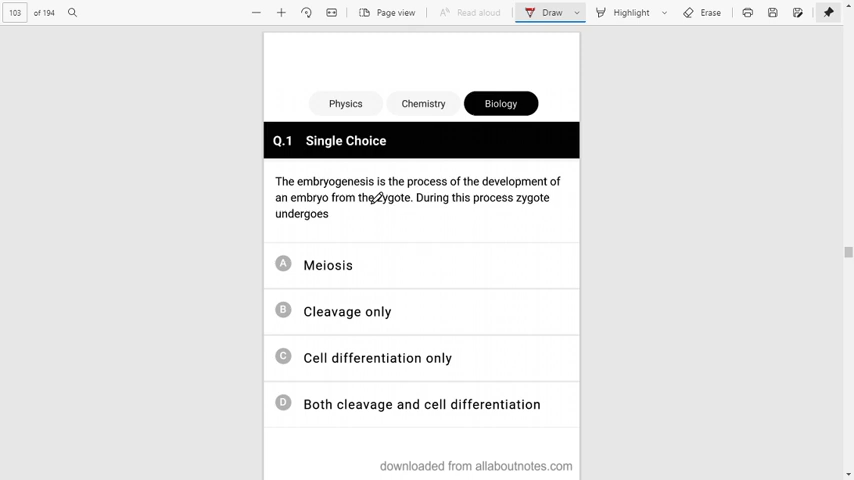 103 of 194 Page view Read aloud Draw Highlight Erase
Physics Chemistry Biology
Q.1 Single Choice
The embryogenesis is the process of the development of
an embryo from the zygote. During this process zygote
undergoes
A Meiosis
B Cleavage only
C Cell differentiation only
D Both cleavage and cell differentiation
downloaded from allaboutnotes.com